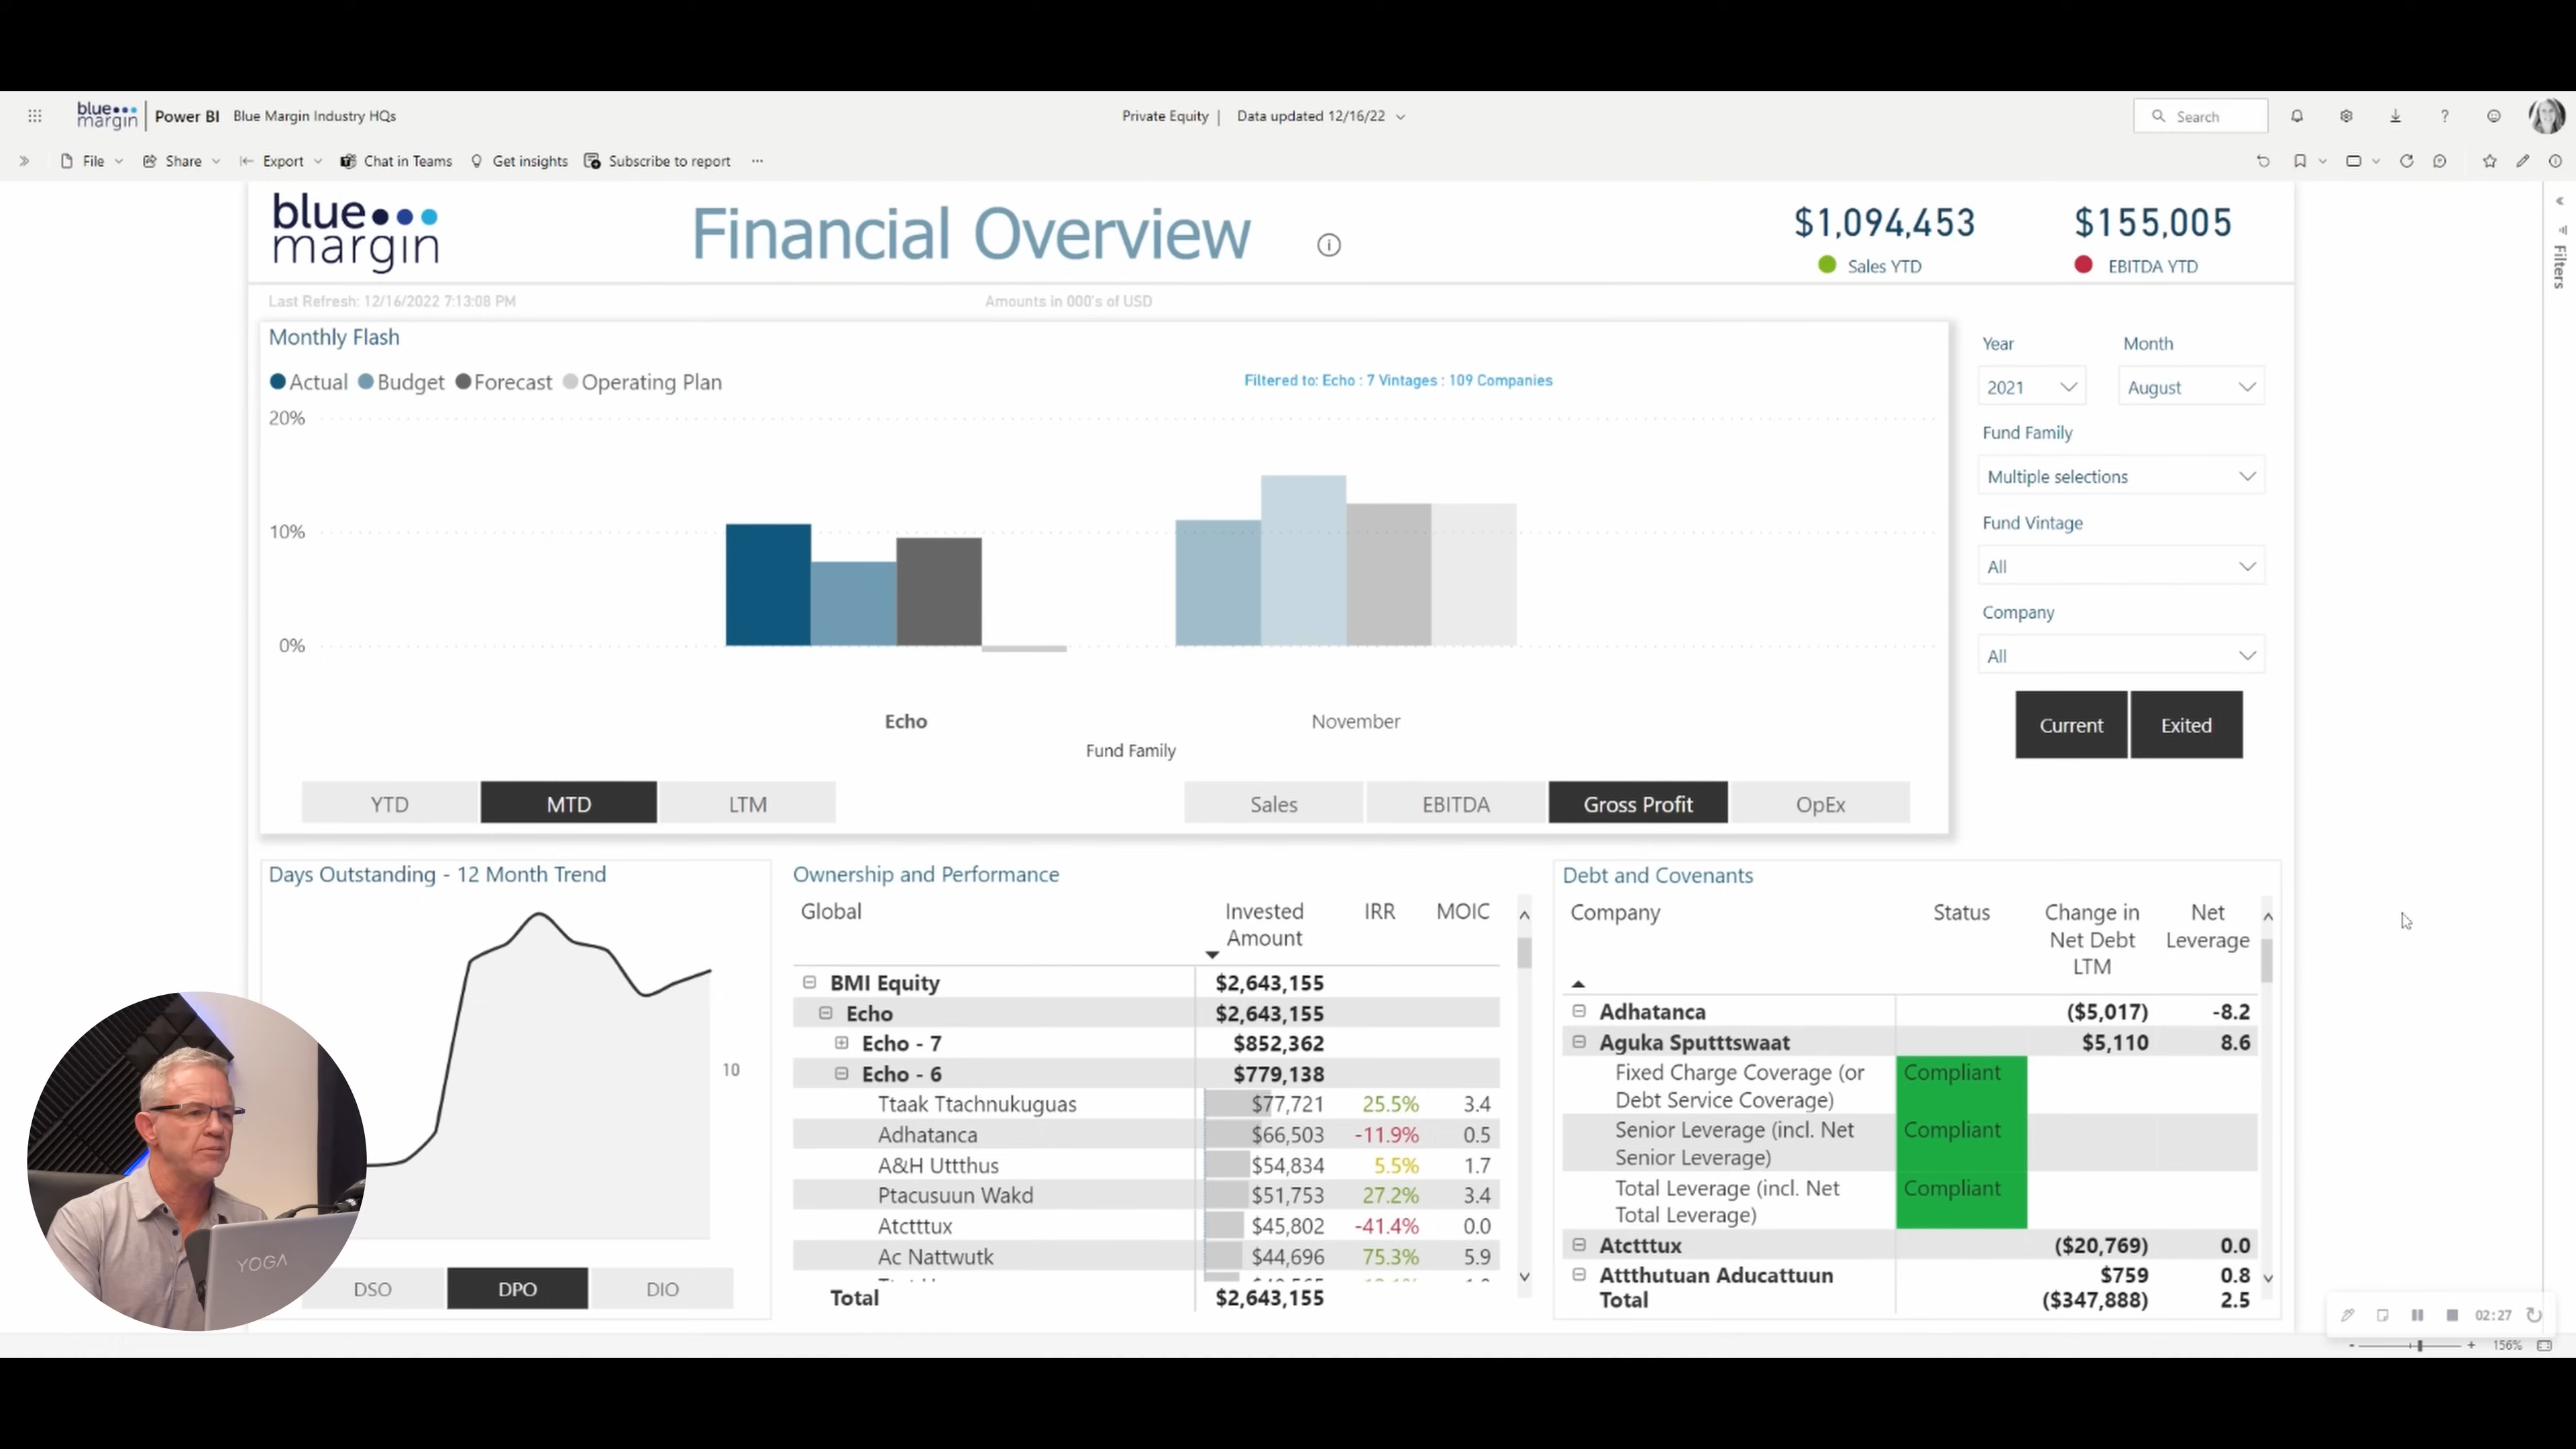 blue margin Power BI Blue Margin Industry HQs Private Equity | Data updated 12/16/22 Search
File Share Export Chat in Teams Get insights Subscribe to report ...
blue margin
Financial Overview
$1,094,453 $155,005
Sales YTD EBITDA YTD
Last Refresh: 12/16/2022 7:13:08 PM Amounts in 000's of USD
Filters
Monthly Flash
Actual Budget Forecast Operating Plan
Filtered to: Echo : 7 Vintages : 109 Companies
20%
10%
0%
Echo November
Fund Family
YTD MTD LTM Sales EBITDA Gross Profit OpEx
Year Month
2021 August
Fund Family
Multiple selections
Fund Vintage
All
Company
All
Current Exited
Days Outstanding - 12 Month Trend
10
DSO DPO DIO
YOGA
Ownership and Performance
Global Invested Amount IRR MOIC
BMI Equity $2,643,155
Echo $2,643,155
Echo - 7 $852,362
Echo - 6 $779,138
Ttaak Ttachnukuguas $77,721 25.5% 3.4
Adhatanca $66,503 -11.9% 0.5
A&H Uttthus $54,834 5.5% 1.7
Ptacusuun Wakd $51,753 27.2% 3.4
Atctttux $45,802 -41.4% 0.0
Ac Nattwutk $44,696 75.3% 5.9
Total $2,643,155
Debt and Covenants
Company Status Change in Net Debt LTM Net Leverage
Adhatanca ($5,017) -8.2
Aguka Sputttswaat $5,110 8.6
Fixed Charge Coverage (or Compliant
Debt Service Coverage)
Senior Leverage (incl. Net Compliant
Senior Leverage)
Total Leverage (incl. Net Compliant
Total Leverage)
Atctttux ($20,769) 0.0
Attthutuan Aducattuun $759 0.8
Total ($347,888) 2.5
02:27
156%